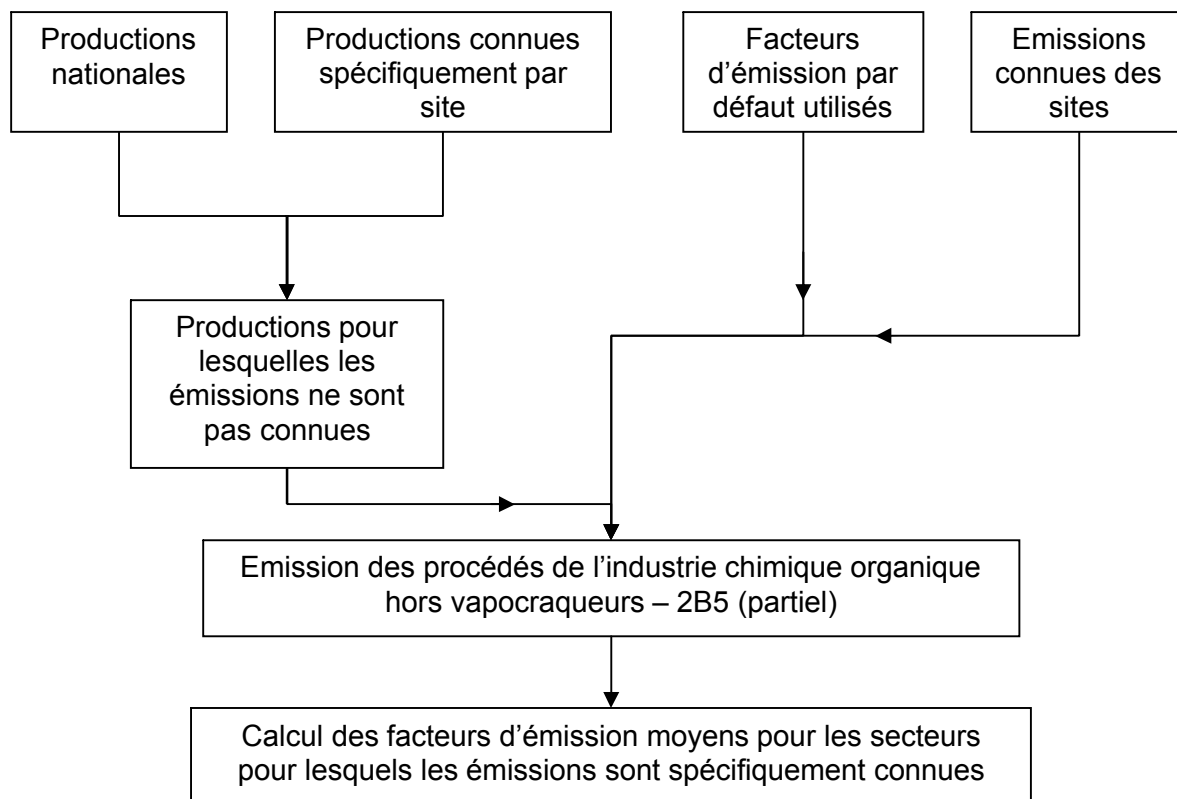 Productions
nationales
Productions connues
spécifiquement par
site
Facteurs
d’émission par
défaut utilisés
Emissions
connues des
sites
Productions pour
lesquelles les
émissions ne sont
pas connues
Emission des procédés de l’industrie chimique organique
hors vapocraqueurs – 2B5 (partiel)
Calcul des facteurs d’émission moyens pour les secteurs
pour lesquels les émissions sont spécifiquement connues